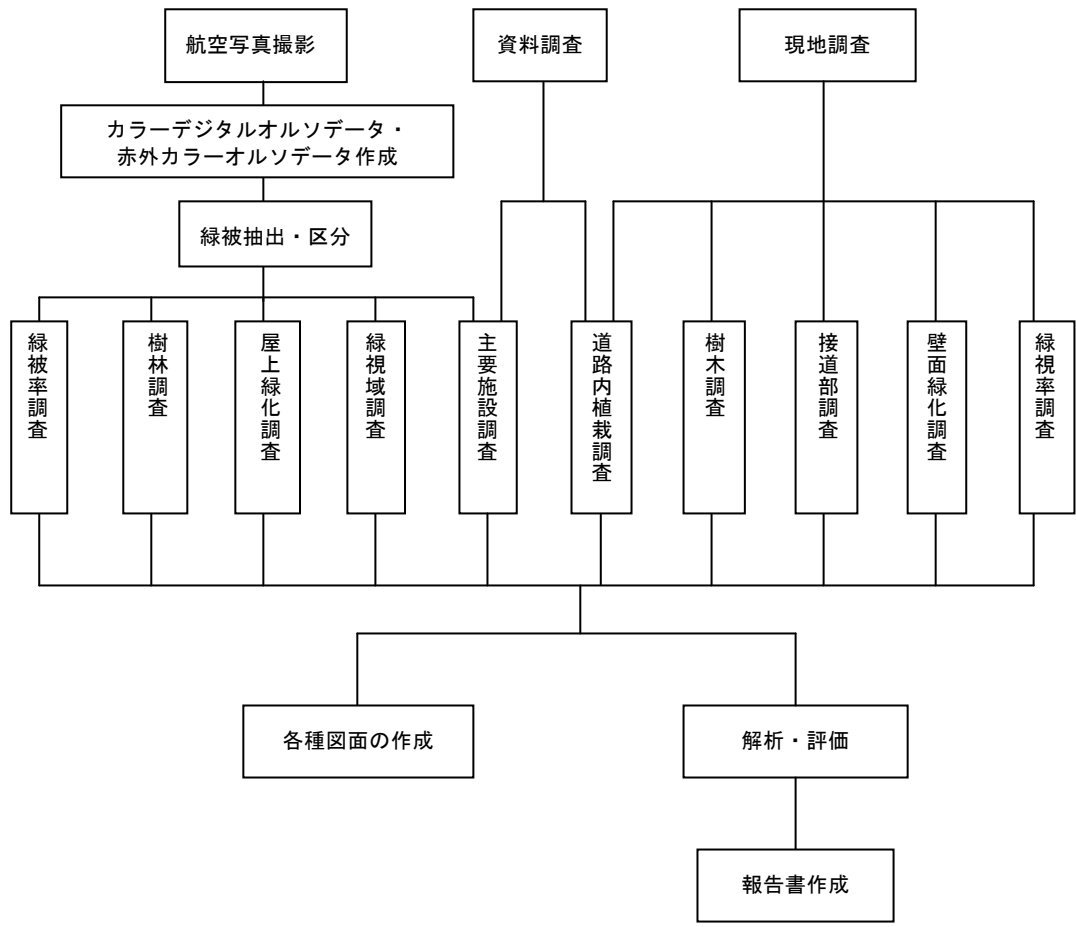 航空写真撮影
資料調査
現地調査
カラーデジタルオルソデータ・
赤外カラーオルソデータ作成
緑被抽出・区分
緑被率調査
樹林調査
屋上緑化調査
緑視域調査
主要施設調査
道路内植栽調査
樹木調査
接道部調査
壁面緑化調査
緑視率調査
各種図面の作成
解析・評価
報告書作成